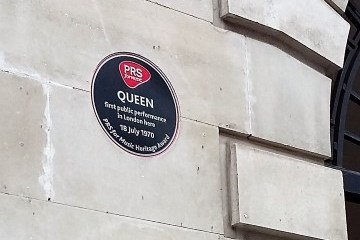 PRS
for music
QUEEN
first public performance
in London here
18 July 1970
PRS for Music Heritage Award